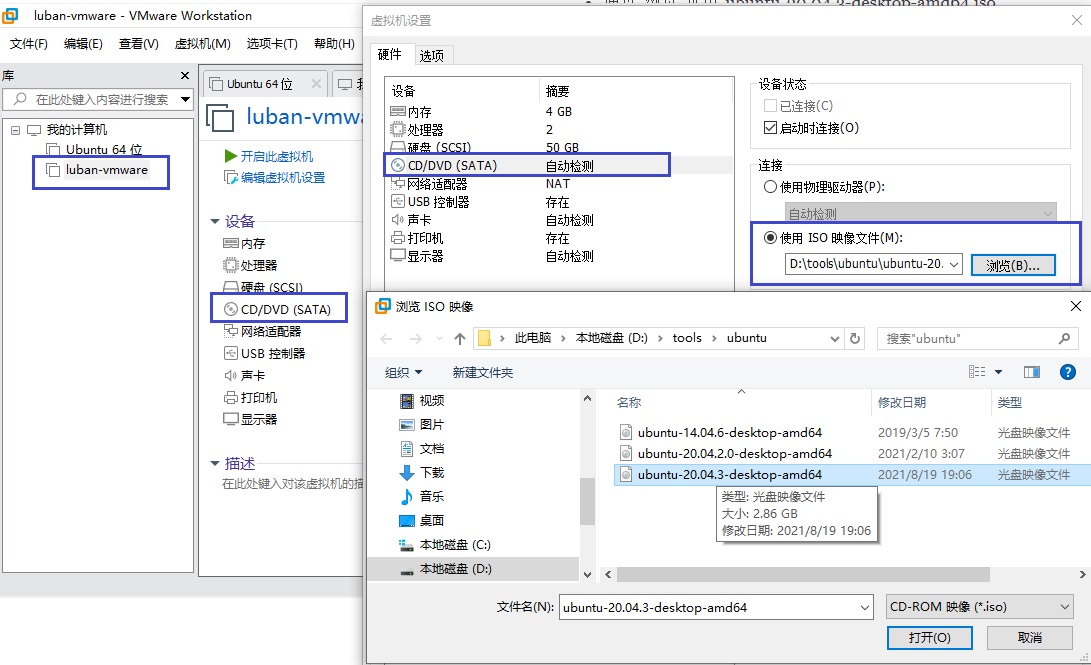 luban-vmware - VMware Workstation
文件(F) 编辑(E) 查看(V) 虚拟机(M) 选项卡(T) 帮助(H)
库
在此处键入内容进行搜索
我的计算机
Ubuntu 64 位
luban-vmware
Ubuntu 64 位
luban-vmwa
开启此虚拟机
编辑虚拟机设置
设备
内存
处理器
硬盘 (SCSI)
CD/DVD (SATA)
网络适配器
USB 控制器
声卡
打印机
显示器
描述
在此处键入对该虚拟机的描
虚拟机设置
硬件 选项
设备 摘要
内存 4 GB
处理器 2
硬盘 (SCSI) 50 GB
CD/DVD (SATA) 自动检测
网络适配器 NAT
USB 控制器 存在
声卡 自动检测
打印机 存在
显示器 自动检测
设备状态
已连接(C)
启动时连接(O)
连接
使用物理驱动器(P):
自动检测
使用 ISO 映像文件(M):
D:\tools\ubuntu\ubuntu-20. 浏览(B)...
浏览 ISO 映像
此电脑 › 本地磁盘 (D:) › tools › ubuntu
搜索"ubuntu"
组织 新建文件夹
视频
图片
文档
下载
音乐
桌面
本地磁盘 (C:)
本地磁盘 (D:)
名称 修改日期 类型
ubuntu-14.04.6-desktop-amd64 2019/3/5 7:50 光盘映像文件
ubuntu-20.04.2.0-desktop-amd64 2021/2/10 3:07 光盘映像文件
ubuntu-20.04.3-desktop-amd64 2021/8/19 19:06 光盘映像文件
类型: 光盘映像文件
大小: 2.86 GB
修改日期: 2021/8/19 19:06
文件名(N): ubuntu-20.04.3-desktop-amd64 CD-ROM 映像 (*.iso)
打开(O) 取消